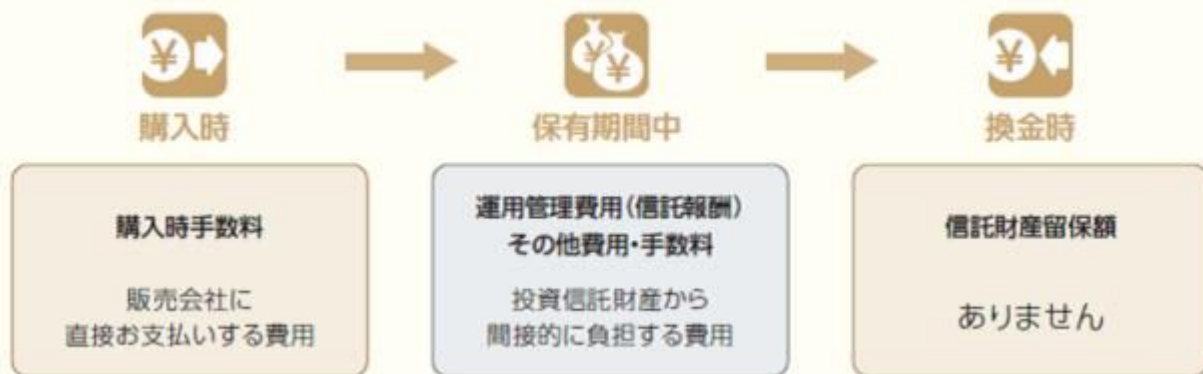 購入時
保有期間中
換金時
購入時手数料
販売会社に
直接お支払いする費用
運用管理費用(信託報酬)
その他費用・手数料
投資信託財産から
間接的に負担する費用
信託財産留保額
ありません